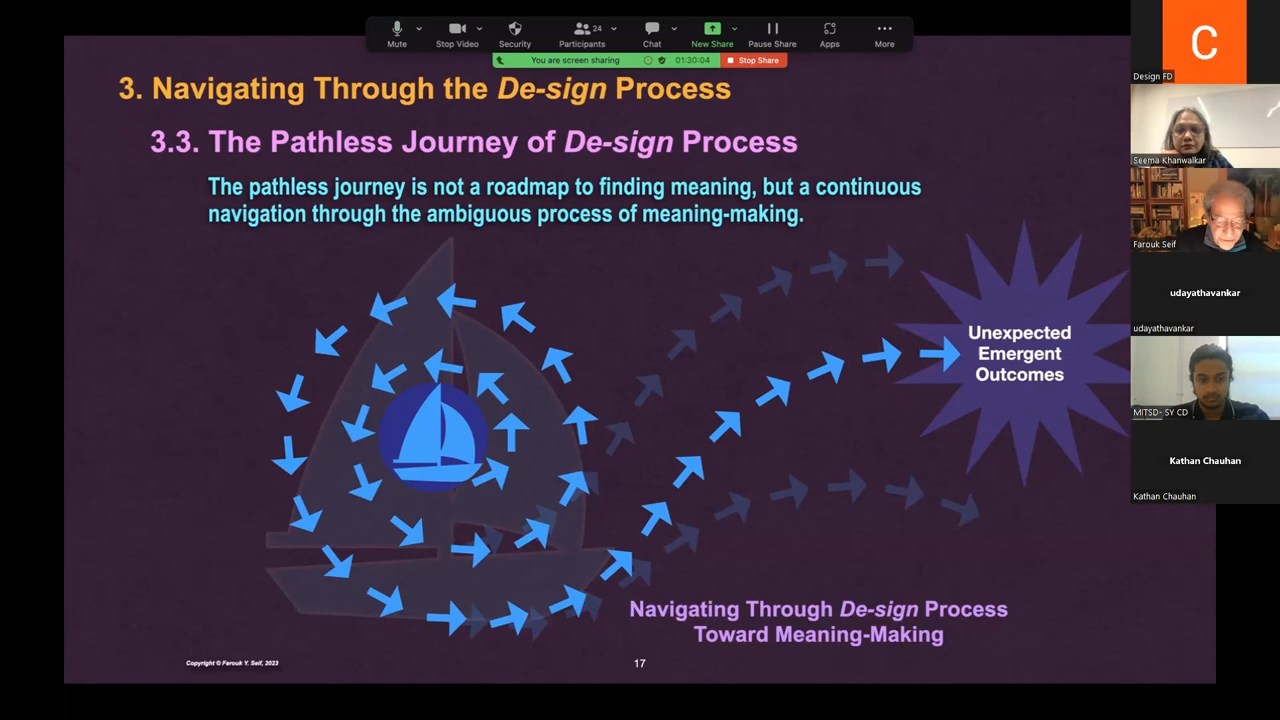 Mute
Stop Video
Security
24
Participants
Chat
New Share
Pause Share
Apps
More
You are screen sharing
01:30:04
Stop Share
3. Navigating Through the De-sign Process
3.3. The Pathless Journey of De-sign Process
The pathless journey is not a roadmap to finding meaning, but a continuous
navigation through the ambiguous process of meaning-making.
Unexpected
Emergent
Outcomes
Navigating Through De-sign Process
Toward Meaning-Making
Copyright © Farouk Y. Seif, 2023
17
C
Design FD
Seema Khanwalkar
Farouk Seif
udayathavankar
udayathavankar
MITSD- SY CD
Kathan Chauhan
Kathan Chauhan